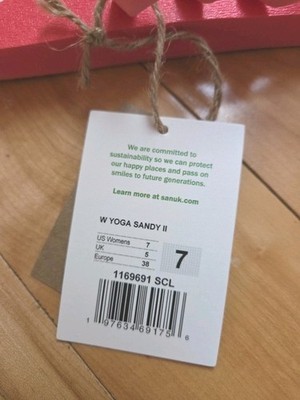 We are committed to
sustainability so we can protect
our happy places and pass on
smiles to future generations.
Learn more at sanuk.com
W YOGA SANDY II
US Womens 7
UK 5
Europe 38
7
1169691 SCL
1 97634 69175 8